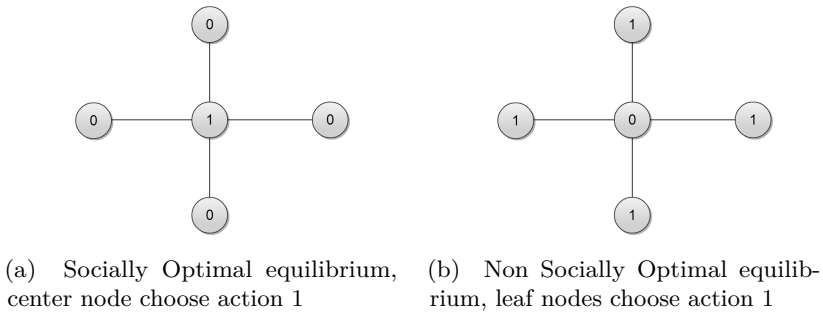 0
1
0 1 0
1 0 1
0
1
(a) Socially Optimal equilibrium,
center node choose action 1
(b) Non Socially Optimal equilib-
rium, leaf nodes choose action 1